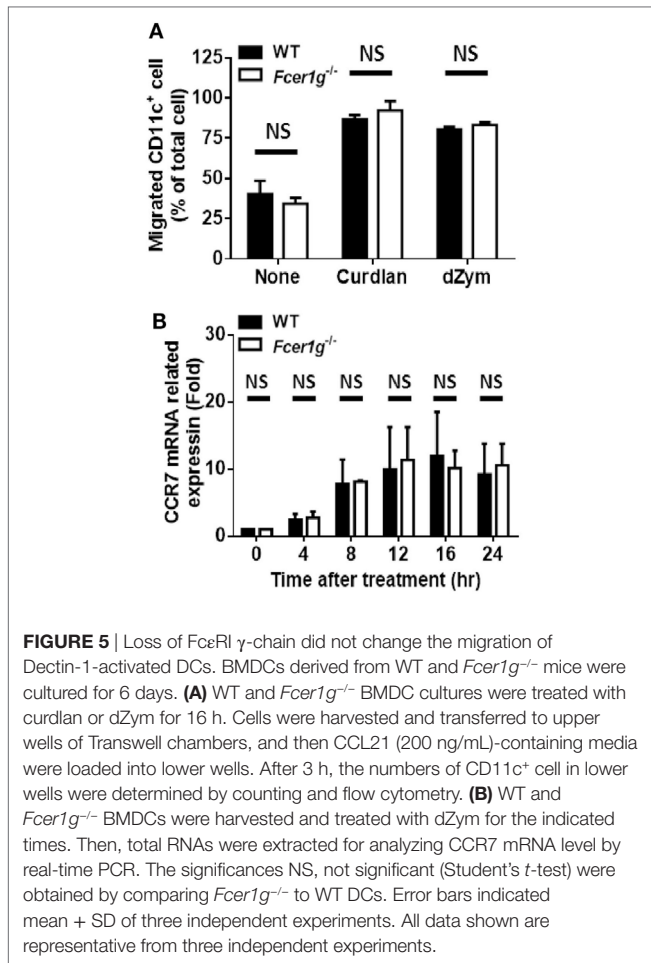 A
WT
Fcer1g-/-
NS
NS
NS
Migrated CD11c+ cell
(% of total cell)
125
100
75
50
25
0
None Curdlan dZym
B
WT
Fcer1g-/-
NS NS NS NS NS NS
CCR7 mRNA related
expressin (Fold)
30
20
10
0
0 4 8 12 16 24
Time after treatment (hr)
FIGURE 5 | Loss of FcεRI γ-chain did not change the migration of
Dectin-1-activated DCs. BMDCs derived from WT and Fcer1g−/− mice were
cultured for 6 days. (A) WT and Fcer1g−/− BMDC cultures were treated with
curdlan or dZym for 16 h. Cells were harvested and transferred to upper
wells of Transwell chambers, and then CCL21 (200 ng/mL)-containing media
were loaded into lower wells. After 3 h, the numbers of CD11c+ cell in lower
wells were determined by counting and flow cytometry. (B) WT and
Fcer1g−/− BMDCs were harvested and treated with dZym for the indicated
times. Then, total RNAs were extracted for analyzing CCR7 mRNA level by
real-time PCR. The significances NS, not significant (Student's t-test) were
obtained by comparing Fcer1g−/− to WT DCs. Error bars indicated
mean + SD of three independent experiments. All data shown are
representative from three independent experiments.